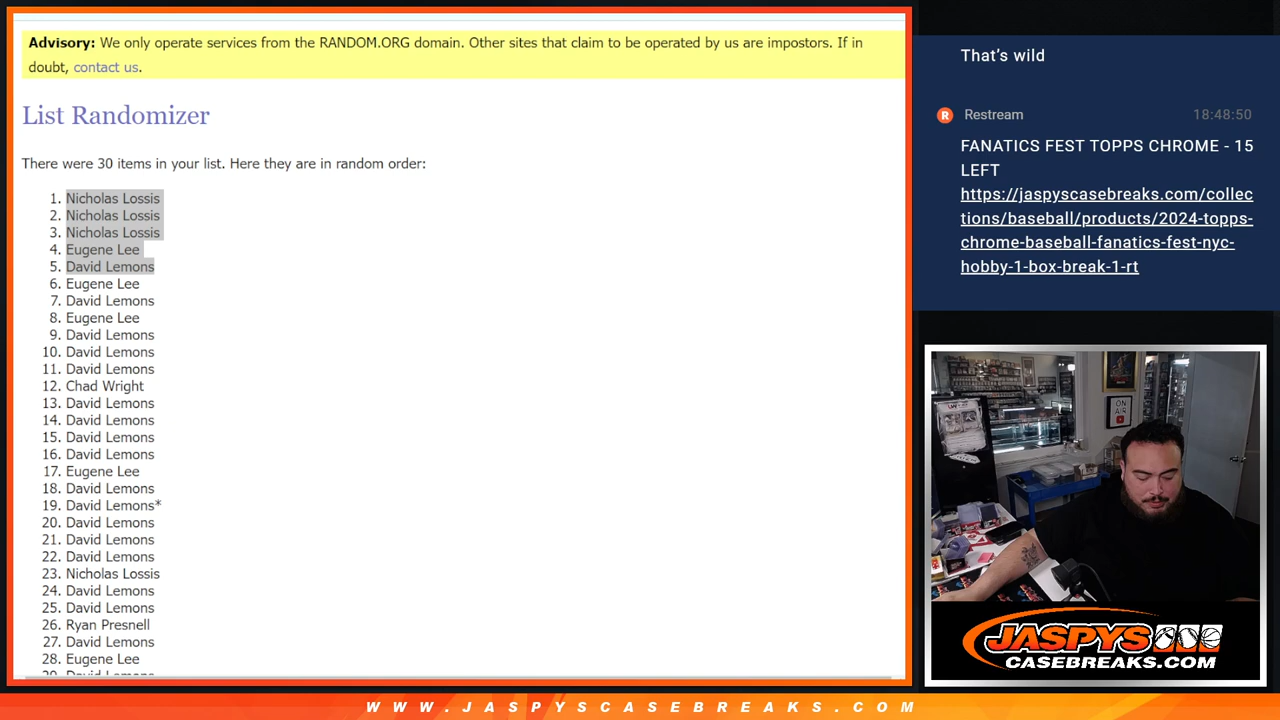 Advisory: We only operate services from the RANDOM.ORG domain. Other sites that claim to be operated by us are impostors. If in
doubt, contact us.
List Randomizer
There were 30 items in your list. Here they are in random order:
1. Nicholas Lossis
2. Nicholas Lossis
3. Nicholas Lossis
4. Eugene Lee
5. David Lemons
6. Eugene Lee
7. David Lemons
8. Eugene Lee
9. David Lemons
10. David Lemons
11. David Lemons
12. Chad Wright
13. David Lemons
14. David Lemons
15. David Lemons
16. David Lemons
17. Eugene Lee
18. David Lemons
19. David Lemons*
20. David Lemons
21. David Lemons
22. David Lemons
23. Nicholas Lossis
24. David Lemons
25. David Lemons
26. Ryan Presnell
27. David Lemons
28. Eugene Lee
That's wild
R Restream 18:48:50
FANATICS FEST TOPPS CHROME - 15
LEFT
https://jaspyscasebreaks.com/collec
tions/baseball/products/2024-topps-
chrome-baseball-fanatics-fest-nyc-
hobby-1-box-break-1-rt
ON
AIR
JASPYS
CASEBREAKS.COM
WWW.JASPYSCASEBREAKS.COM